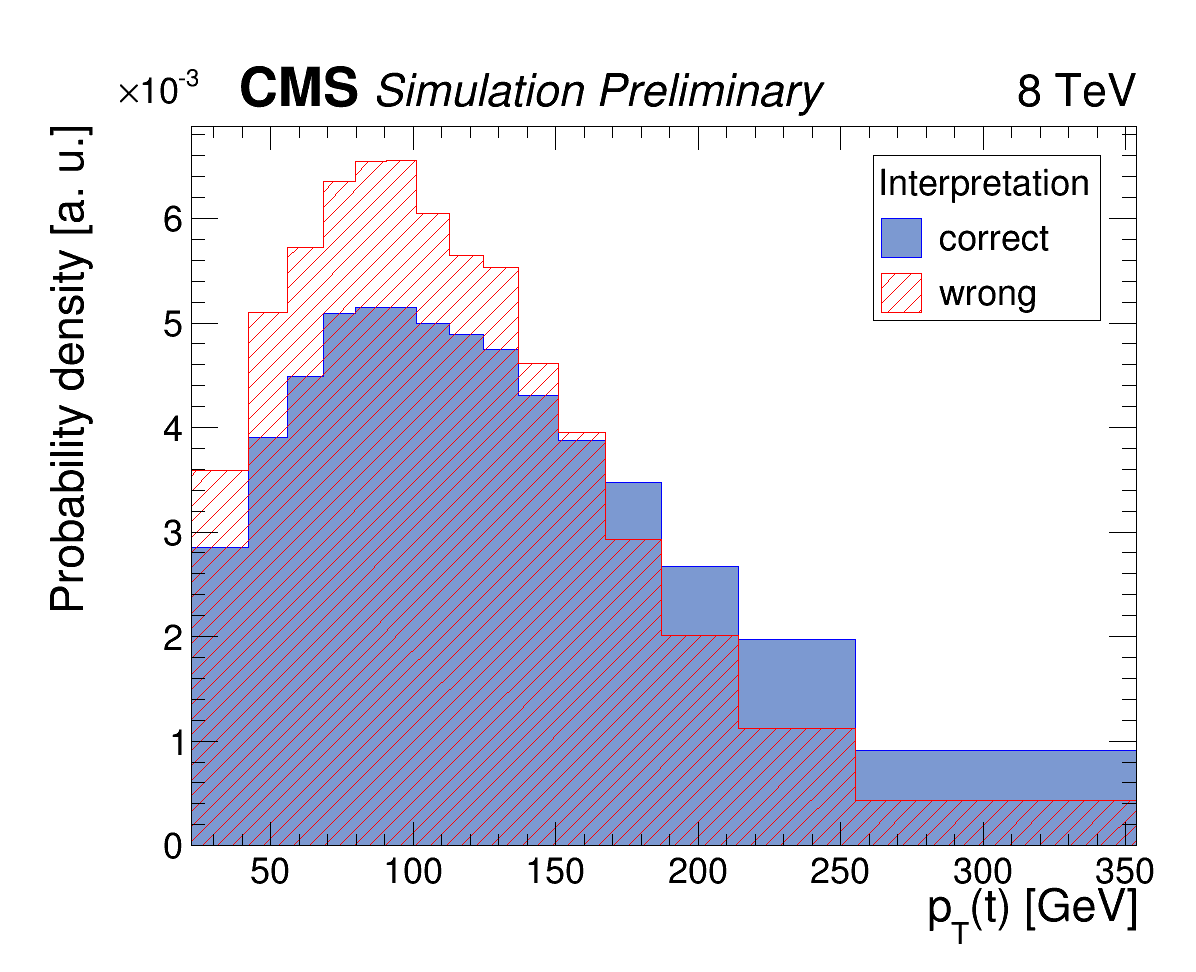 ×10-3 CMS Simulation Preliminary 8 TeV
Probability density [a. u.]
Interpretation
correct
wrong
6
5
4
3
2
1
0
50 100 150 200 250 300 350
pT(t) [GeV]